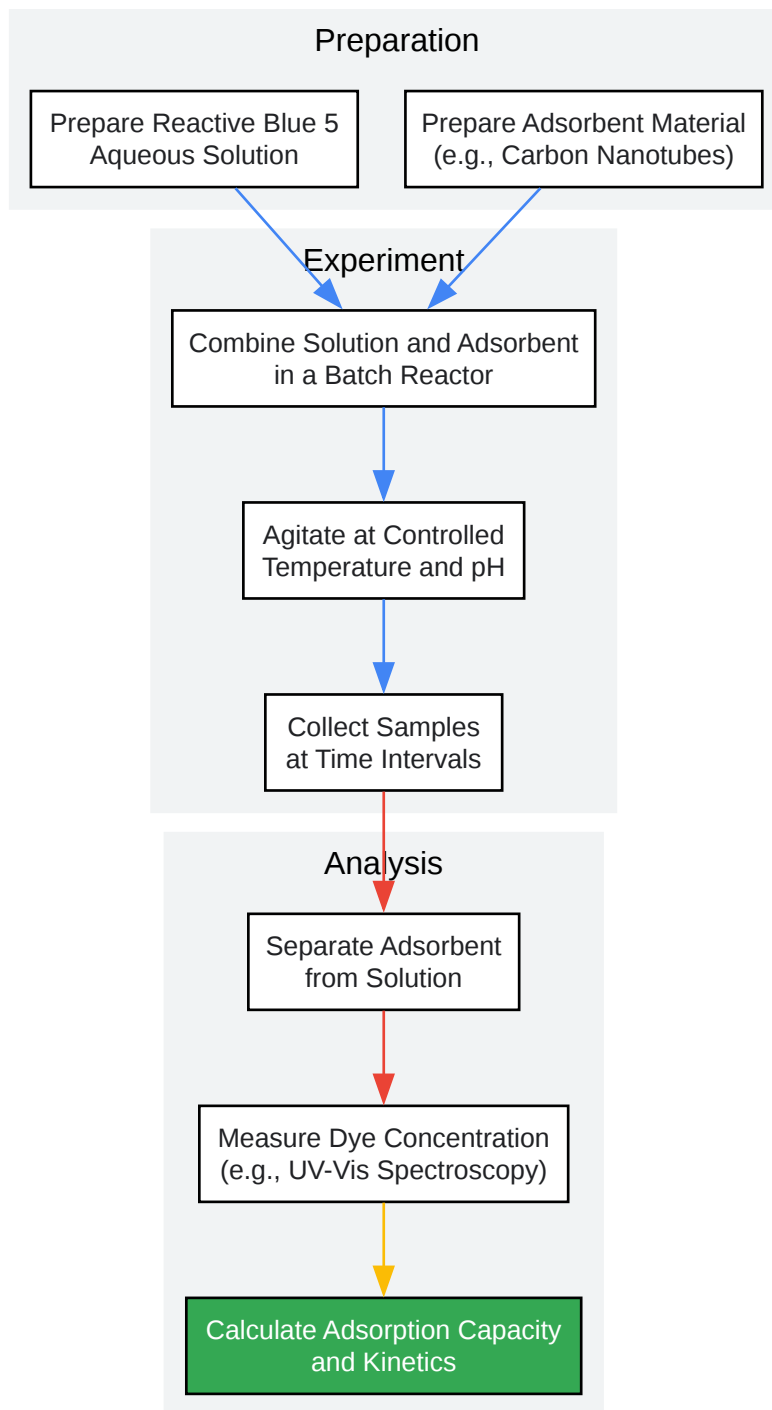 Preparation
Prepare Reactive Blue 5
Aqueous Solution
Prepare Adsorbent Material
(e.g., Carbon Nanotubes)
Experiment
Combine Solution and Adsorbent
in a Batch Reactor
Agitate at Controlled
Temperature and pH
Collect Samples
at Time Intervals
Analysis
Separate Adsorbent
from Solution
Measure Dye Concentration
(e.g., UV-Vis Spectroscopy)
Calculate Adsorption Capacity
and Kinetics